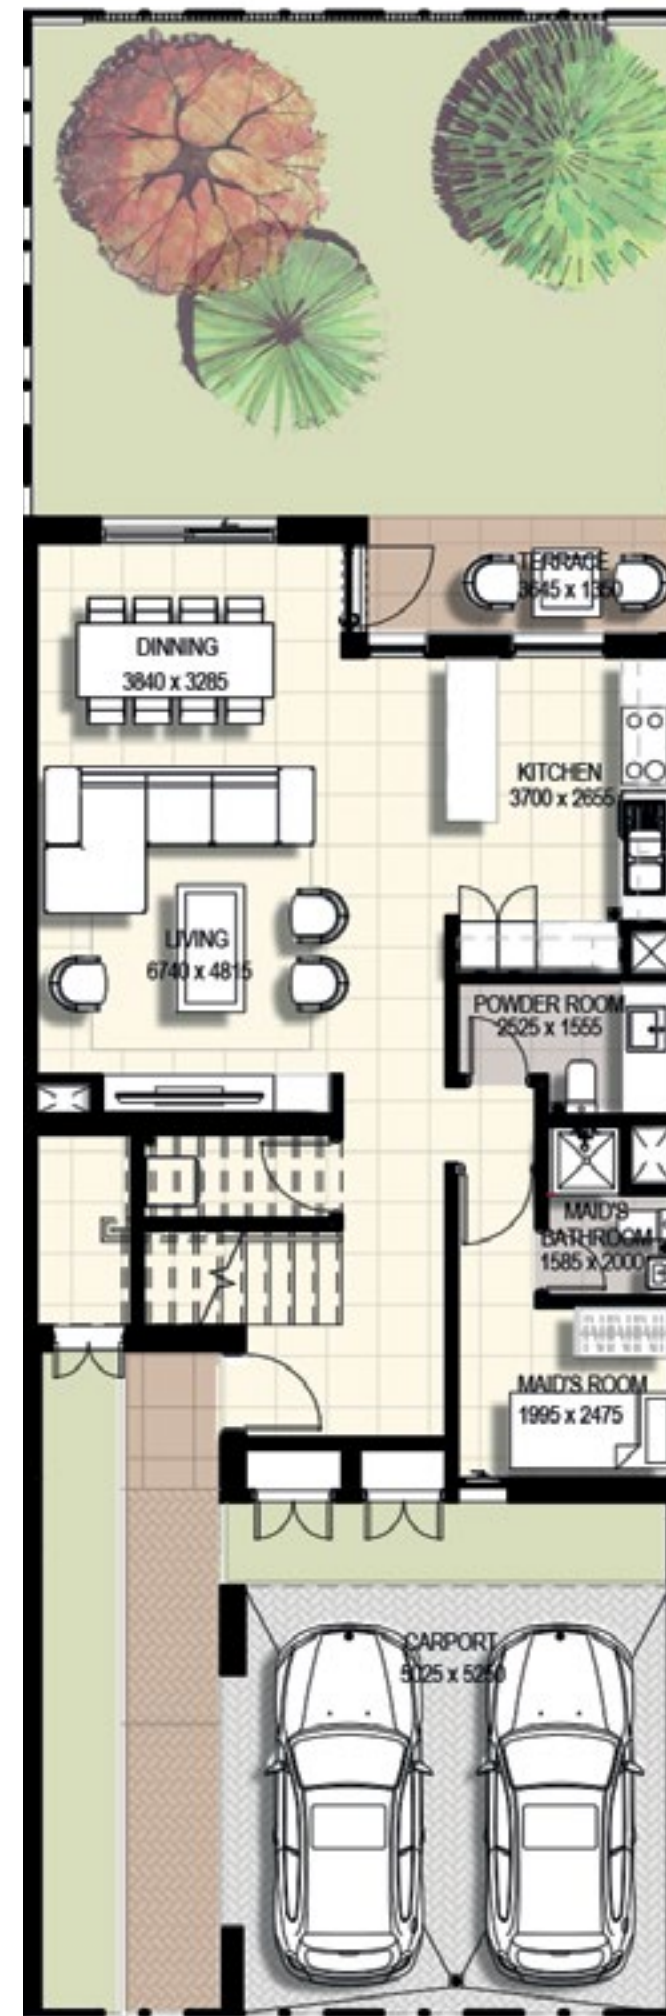 TERRACE
3645 x 1350
DINNING
3840 x 3285
KITCHEN
3700 x 2655
LIVING
6740 x 4815
POWDER ROOM
2525 x 1555
MAID'S
BATHROOM
1585 x 2000
MAID'S ROOM
1995 x 2475
CARPORT
5025 x 5250